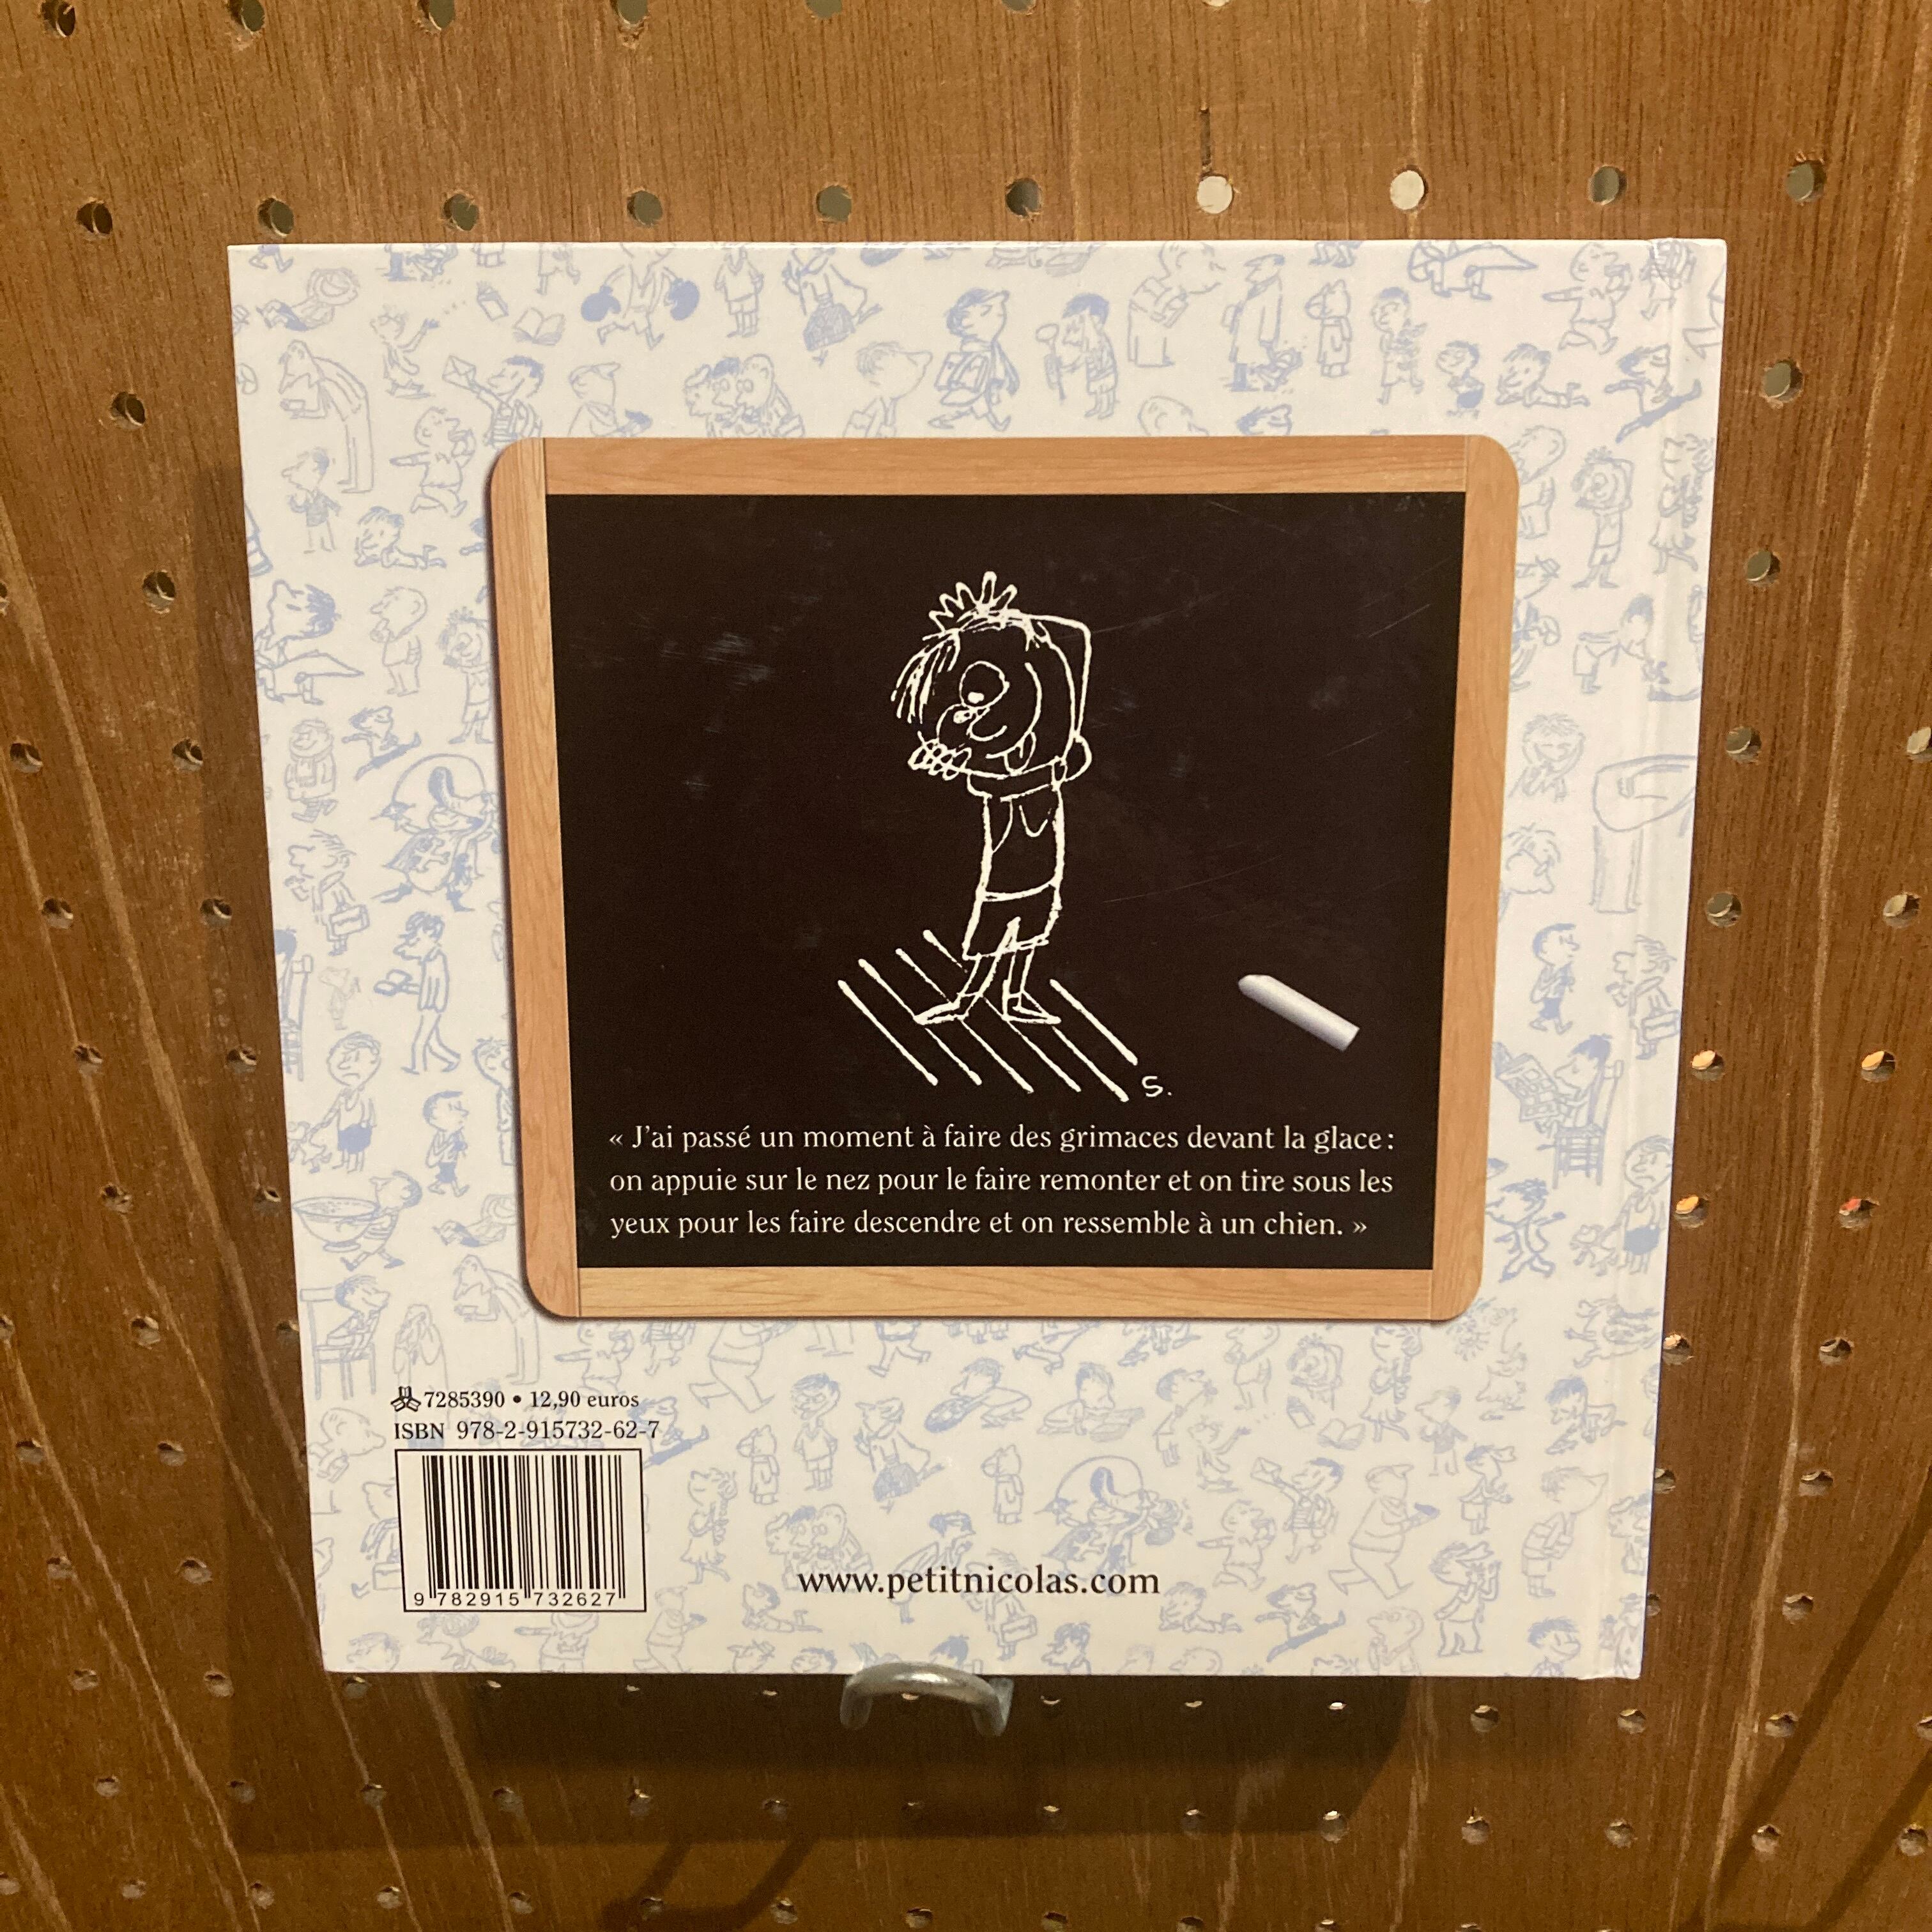 S.
« J'ai passé un moment à faire des grimaces devant la glace :
on appuie sur le nez pour le faire remonter et on tire sous les
yeux pour les faire descendre et on ressemble à un chien. »
7285390 • 12,90 euros
ISBN 978-2-915732-62-7
9 782915 732627
www.petitnicolas.com